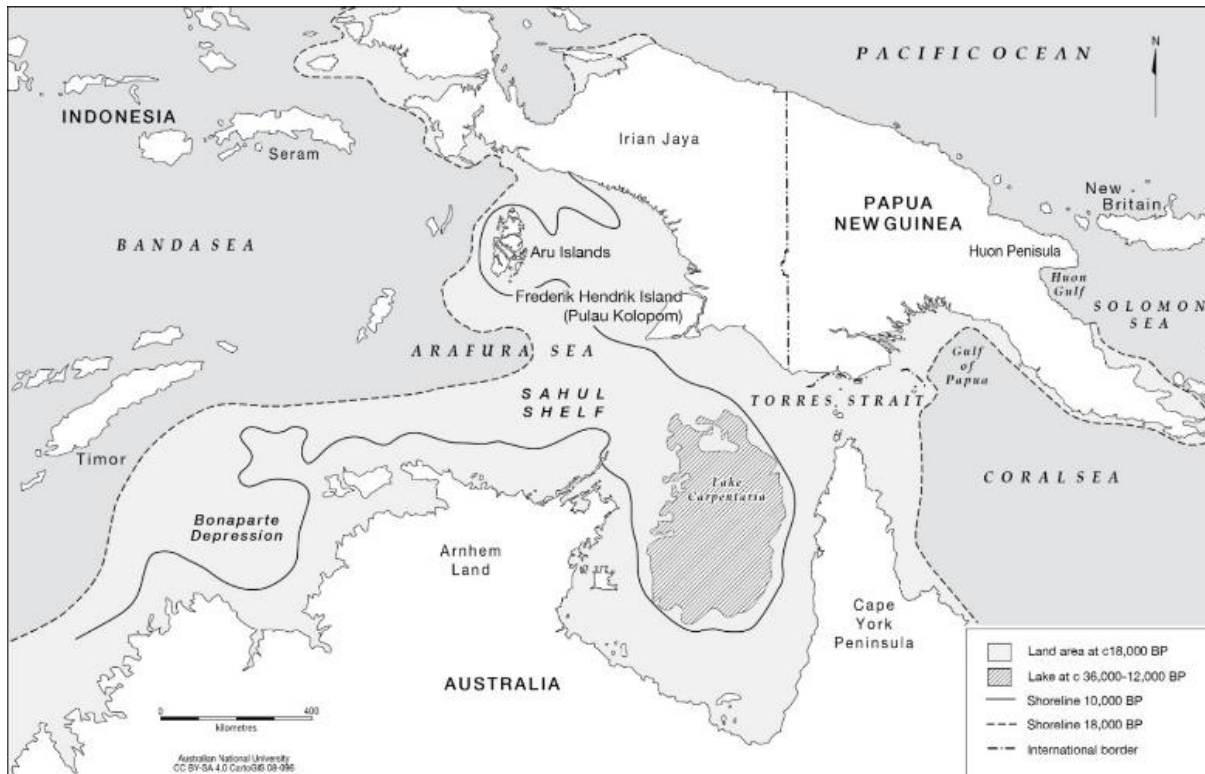 PACIFIC OCEAN
N
INDONESIA
Seram
Irian Jaya
PAPUA
NEW GUINEA
New
Britain
Huon Penisula
Huon
Gulf
SOLOMON
SEA
BANDA SEA
Aru Islands
Frederik Hendrik Island
(Pulau Kolopom)
ARAFURA SEA
Gulf
of
Papua
SAHUL
SHELF
TORRES STRAIT
Timor
Lake
Carpentaria
CORAL SEA
Bonaparte
Depression
Arnhem
Land
Cape
York
Peninsula
AUSTRALIA
0 400
kilometres
Australian National University
CC BY-SA 4.0 CartoGIS 08-096
Land area at c18,000 BP
Lake at c 36,000-12,000 BP
Shoreline 10,000 BP
Shoreline 18,000 BP
International border